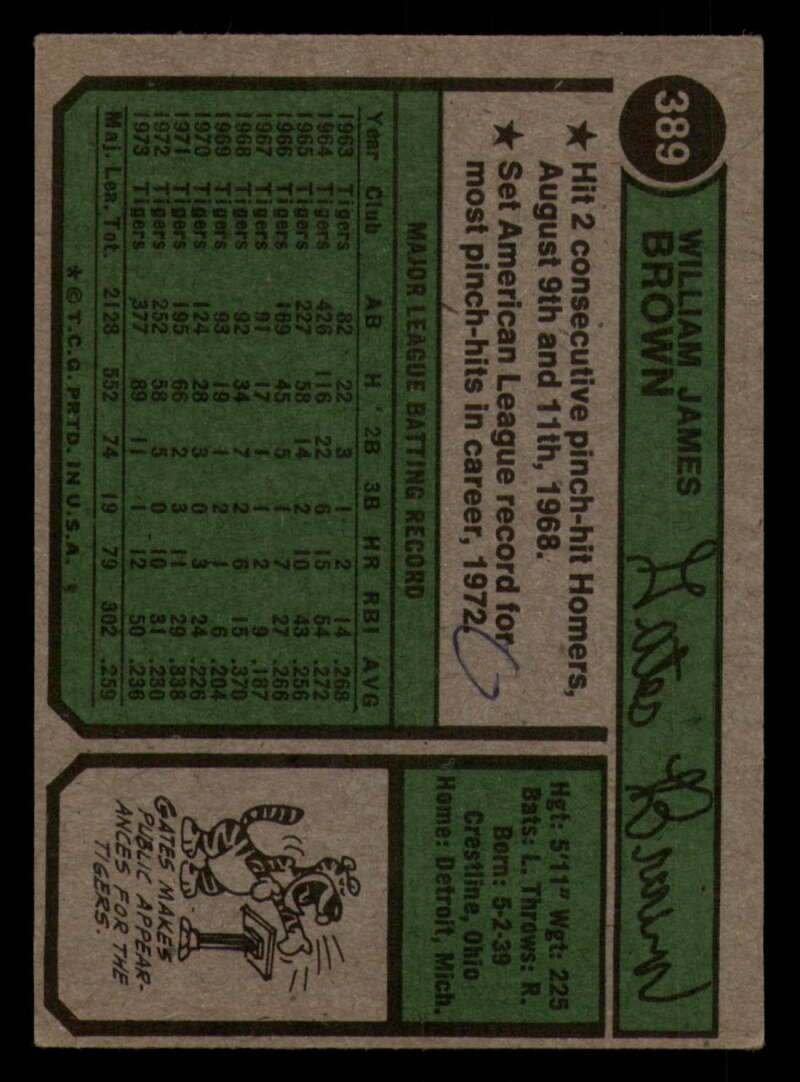 389
WILLIAM JAMES
BROWN
Gates Brown
★ Hit 2 consecutive pinch-hit Homers,
August 9th and 11th, 1968.
★ Set American League record for
most pinch-hits in career, 1972.
MAJOR LEAGUE BATTING RECORD
Year Club AB H 2B 3B HR RBI AVG
1963 Tigers 82 22 3 1 2 14 .268
1964 Tigers 426 116 22 6 15 54 .272
1965 Tigers 227 58 14 2 10 43 .256
1966 Tigers 169 45 5 1 7 27 .266
1967 Tigers 91 17 1 1 2 9 .187
1968 Tigers 92 34 7 2 6 15 .370
1969 Tigers 93 19 1 2 1 6 .204
1970 Tigers 124 28 3 0 3 24 .226
1971 Tigers 195 66 2 3 11 29 .338
1972 Tigers 252 58 5 0 10 31 .230
1973 Tigers 377 89 11 1 12 50 .236
Maj. Lea. Tot. 2128 552 74 19 79 302 .259
* © T.C.G. PRTD. IN U.S.A.
Hgt: 5'11" Wgt: 225
Bats: L. Throws: R.
Born: 5-2-39
Crestline, Ohio
Home: Detroit, Mich.
GATES MAKES
PUBLIC APPEAR-
ANCES FOR THE
TIGERS.